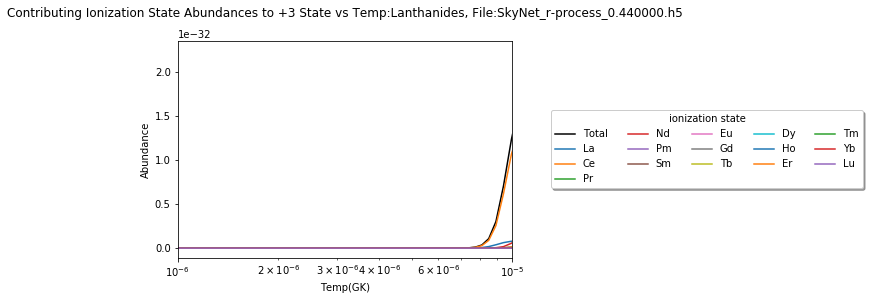 Contributing Ionization State Abundances to +3 State vs Temp:Lanthanides, File:SkyNet_r-process_0.440000.h5
1e−32
2.0
1.5
1.0
0.5
0.0
Abundance
10⁻⁶
2 × 10⁻⁶
3 × 10⁻⁶
4 × 10⁻⁶
6 × 10⁻⁶
10⁻⁵
Temp(GK)
ionization state
Total Nd Eu Dy Tm
La Pm Gd Ho Yb
Ce Sm Tb Er Lu
Pr